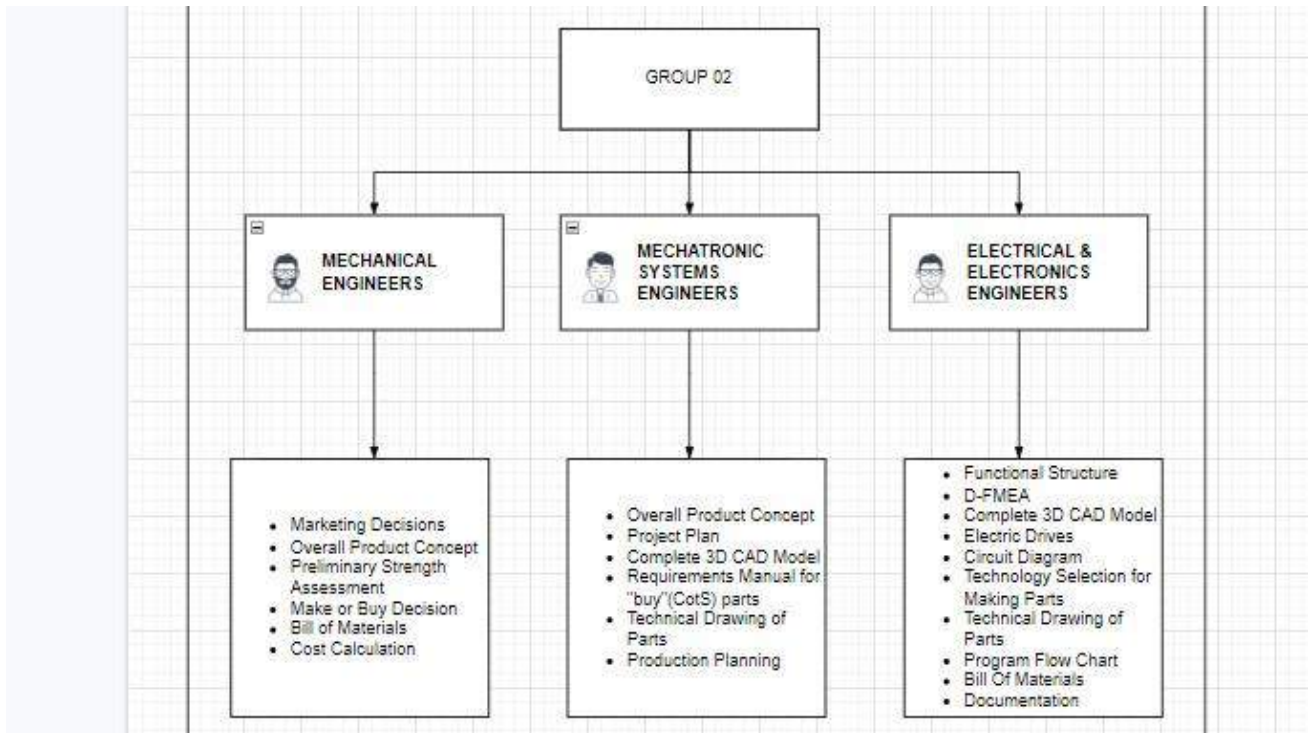 GROUP 02
MECHANICAL
ENGINEERS
MECHATRONIC
SYSTEMS
ENGINEERS
ELECTRICAL &
ELECTRONICS
ENGINEERS
• Marketing Decisions
• Overall Product Concept
• Preliminary Strength
Assessment
• Make or Buy Decision
• Bill of Materials
• Cost Calculation
• Overall Product Concept
• Project Plan
• Complete 3D CAD Model
• Requirements Manual for
"buy"(CotS) parts
• Technical Drawing of
Parts
• Production Planning
• Functional Structure
• D-FMEA
• Complete 3D CAD Model
• Electric Drives
• Circuit Diagram
• Technology Selection for
Making Parts
• Technical Drawing of
Parts
• Program Flow Chart
• Bill Of Materials
• Documentation